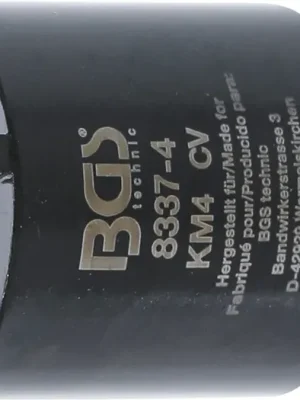 BGS®
technic
8337-4
KM4 CV
Hergestellt für/Made for
Fabriqué pour/Producido para:
BGS technic
Bandwirkerstrasse 3